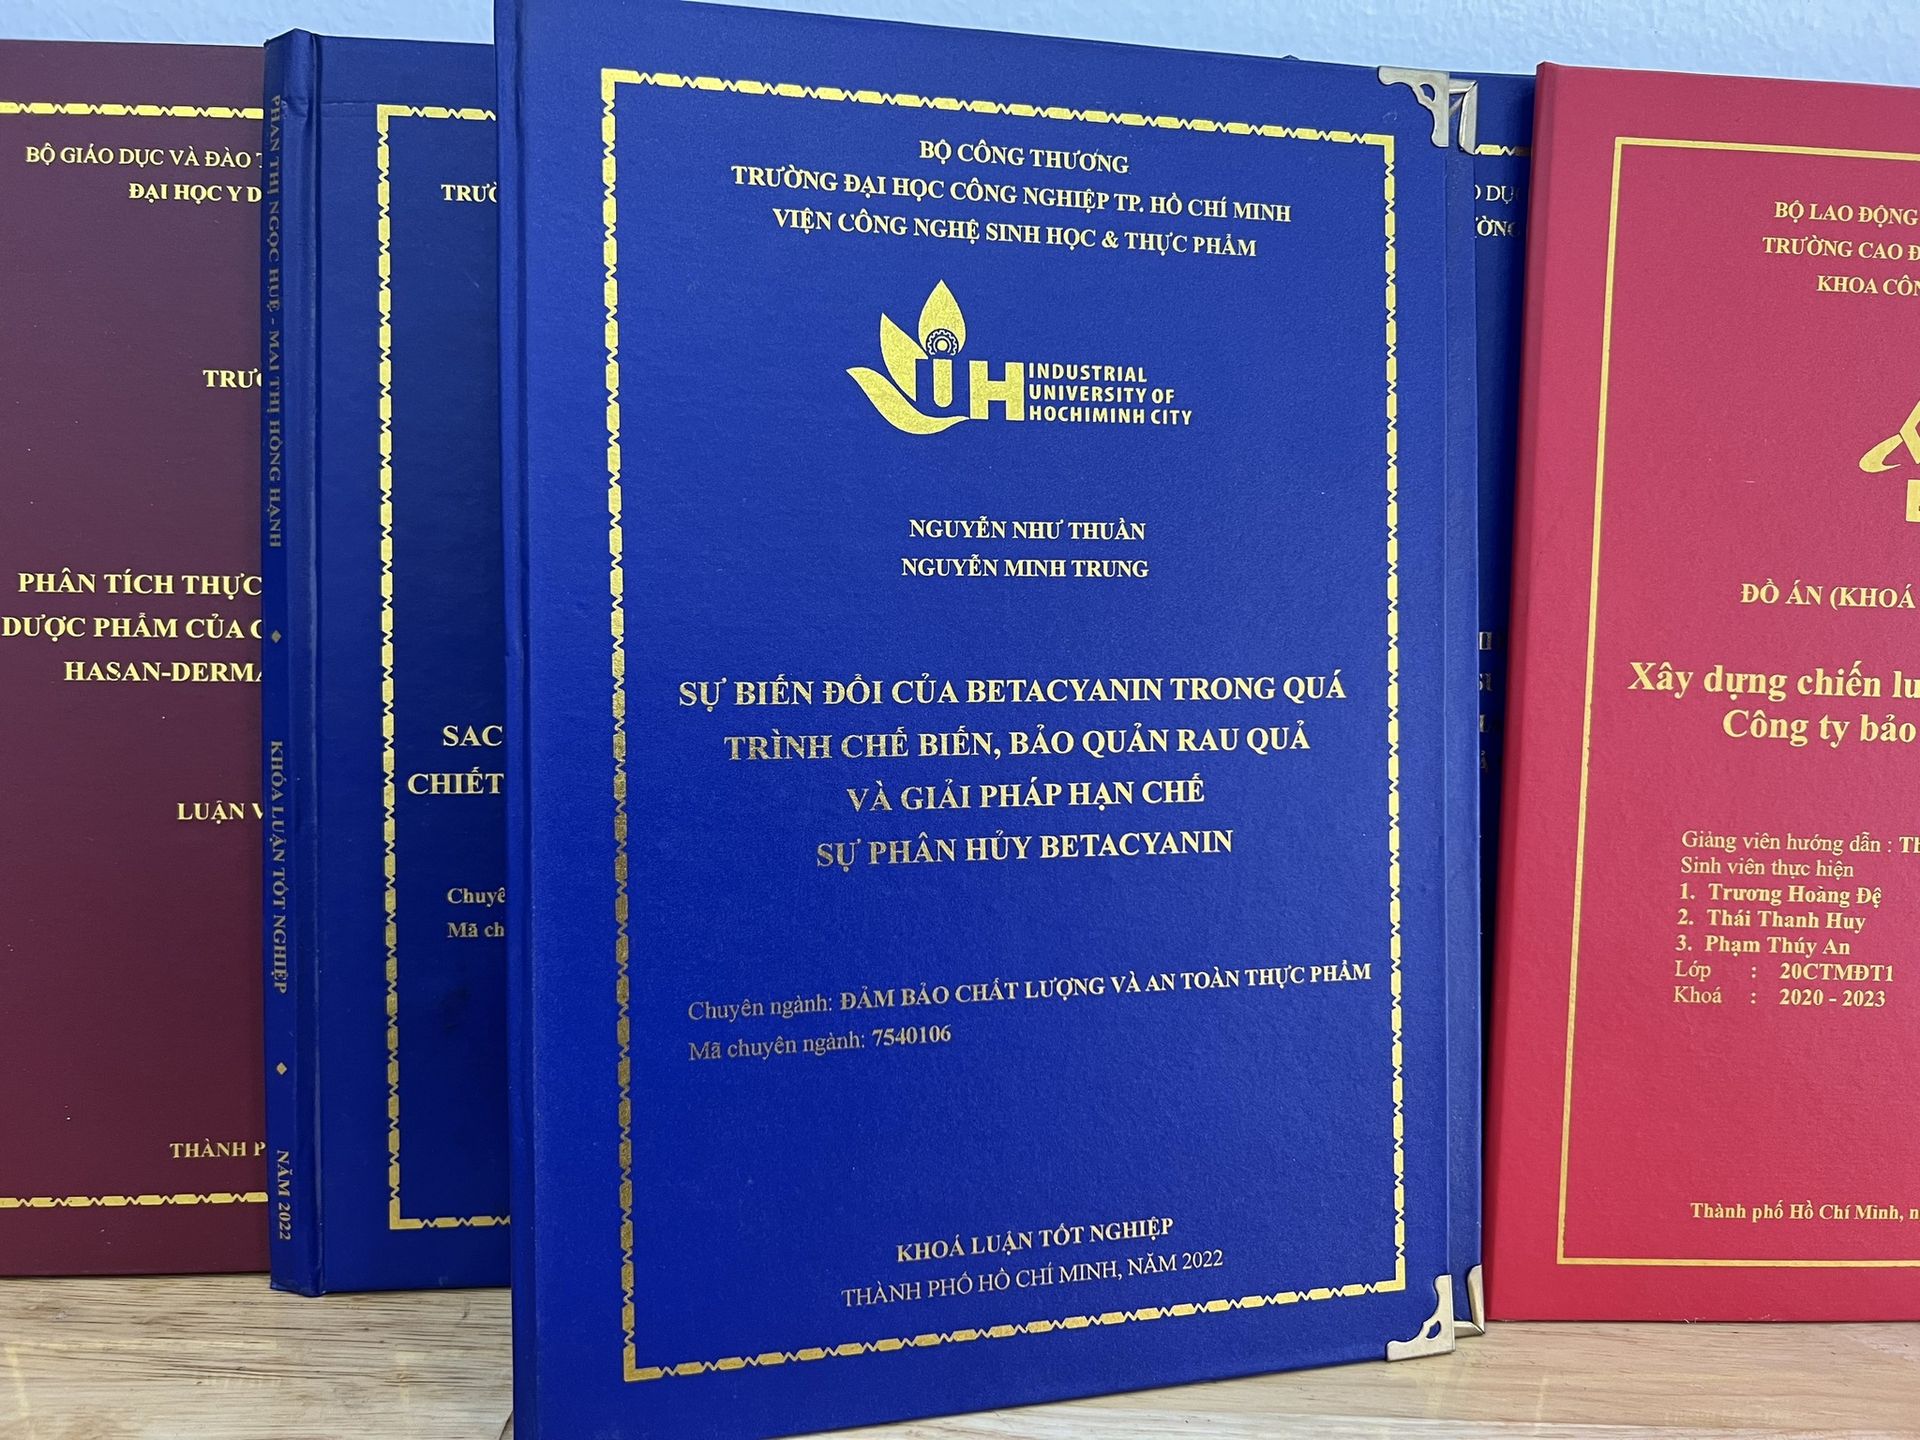 BỘ GIÁO DỤC VÀ ĐÀO
ĐẠI HỌC Y
PHÂN TÍCH THỰC
DƯỢC PHẨM CỦA
HASAN-DERMA
LUẬN
THÀNH
PHAN THỊ NGỌC HUỆ - MAI THỊ HỒNG HẠNH
KHÓA LUẬN TỐT NGHIỆP
NĂM 2022
SAC
CHIẾT
Mã
BỘ CÔNG THƯƠNG
TRƯỜNG ĐẠI HỌC CÔNG NGHIỆP TP. HỒ CHÍ MINH
VIỆN CÔNG NGHỆ SINH HỌC & THỰC PHẨM
IUH
INDUSTRIAL
UNIVERSITY OF
HOCHIMINH CITY
NGUYỄN NHƯ THUẦN
NGUYỄN MINH TRUNG
SỰ BIẾN ĐỔI CỦA BETACYANIN TRONG QUÁ
TRÌNH CHẾ BIẾN, BẢO QUẢN RAU QUẢ
VÀ GIẢI PHÁP HẠN CHẾ
SỰ PHÂN HỦY BETACYANIN
Chuyên ngành: ĐẢM BẢO CHẤT LƯỢNG VÀ AN TOÀN THỰC PHẨM
Mã chuyên ngành: 7540106
KHOÁ LUẬN TỐT NGHIỆP
THÀNH PHỐ HỒ CHÍ MINH, NĂM 2022
BỘ LAO ĐỘNG
TRƯỜNG CAO
KHOA CÔN
ĐỒ ÁN (KHOÁ
Xây dựng chiến
Công ty bảo
Giảng viên hướng dẫn :
Sinh viên thực hiện
1. Trương Hoàng Đệ
2. Thái Thanh Huy
3. Phạm Thúy An
Lớp : 20CTMĐT1
Khoá : 2020 - 2023
Thành phố Hồ Chí Minh,